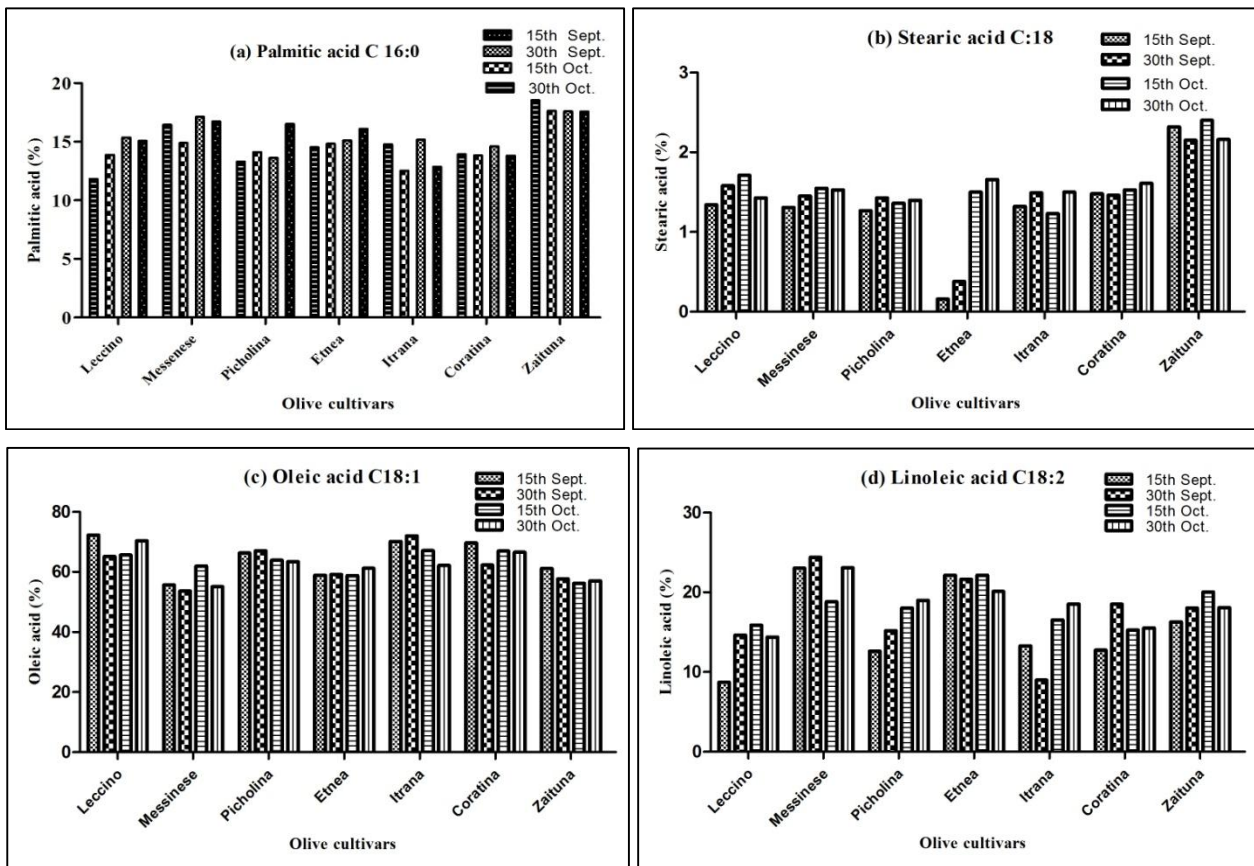 (a) Palmitic acid C 16:0
15th Sept.
30th Sept.
15th Oct.
30th Oct.
20
15
10
5
0
Palmitic acid (%)
Leccino
Messenese
Picholina
Etnea
Itrana
Coratina
Zaituna
Olive cultivars
(b) Stearic acid C:18
15th Sept.
30th Sept.
15th Oct.
30th Oct.
3
2
1
0
Stearic acid (%)
Leccino
Messinese
Picholina
Etnea
Itrana
Coratina
Zaituna
Olive cultivars
(c) Oleic acid C18:1
15th Sept.
30th Sept.
15th Oct.
30th Oct.
80
60
40
20
0
Oleic acid (%)
Leccino
Messinese
Picholina
Etnea
Itrana
Coratina
Zaituna
Olive cultivars
(d) Linoleic acid C18:2
15th Sept.
30th Sept.
15th Oct.
30th Oct.
30
20
10
0
Linoleic acid (%)
Leccino
Messinese
Picholina
Etnea
Itrana
Coratina
Zaituna
Olive cultivars